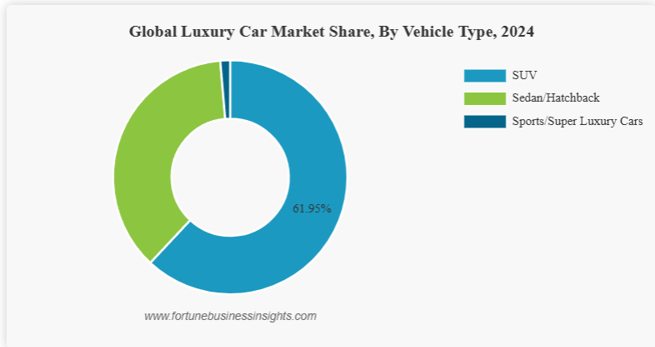 Global Luxury Car Market Share, By Vehicle Type, 2024
SUV
Sedan/Hatchback
Sports/Super Luxury Cars
61.95%
www.fortunebusinessinsights.com